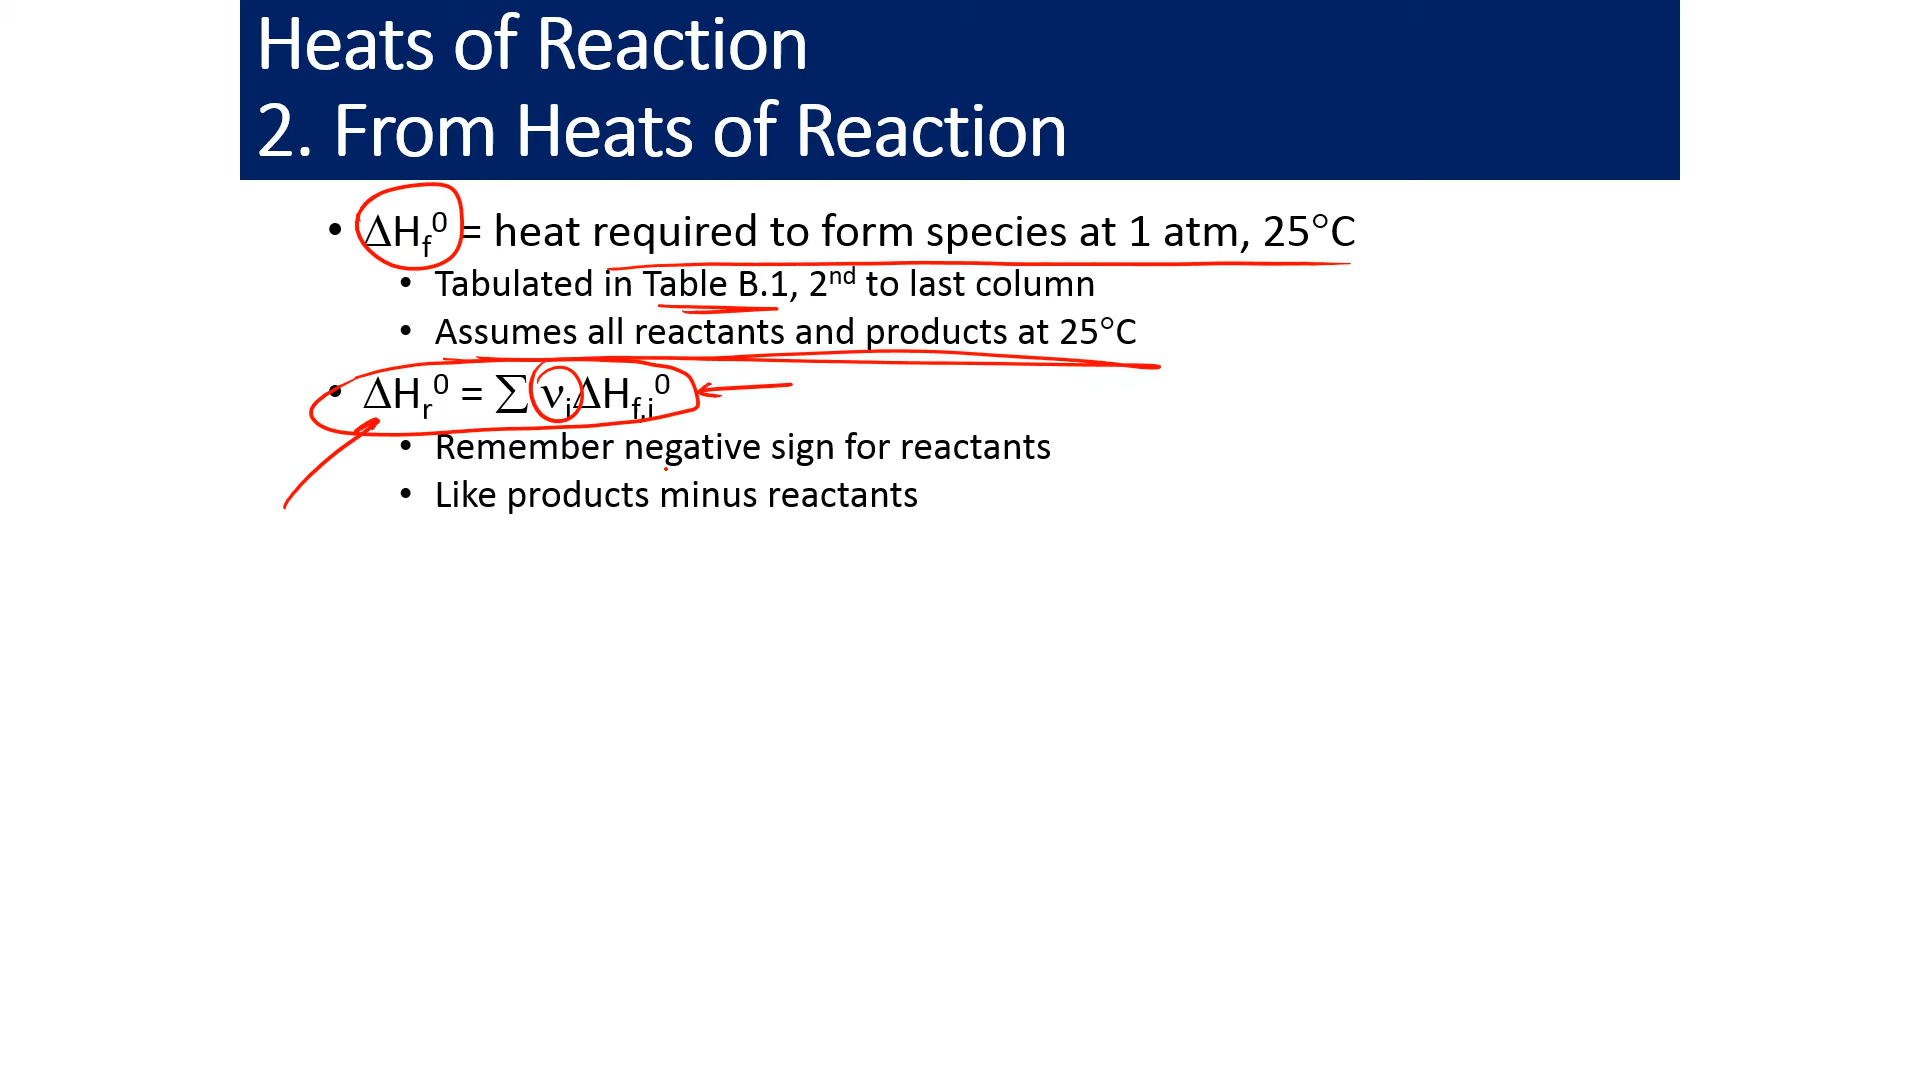 Heats of Reaction
2. From Heats of Reaction
• ΔHf⁰ = heat required to form species at 1 atm, 25°C
• Tabulated in Table B.1, 2nd to last column
• Assumes all reactants and products at 25°C
• ΔHr⁰ = ∑ νiΔHf,i⁰
• Remember negative sign for reactants
• Like products minus reactants